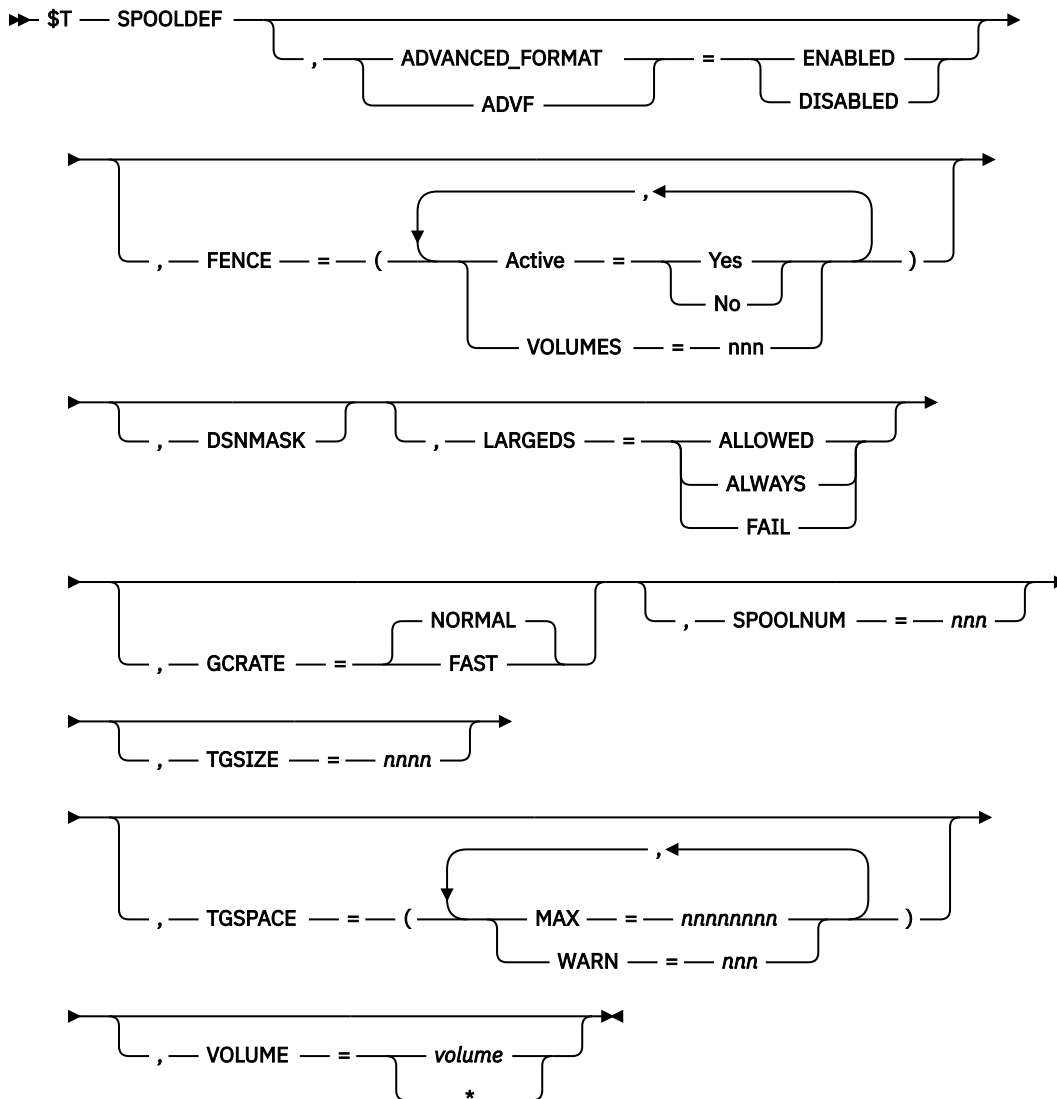 $T SPOOLDEF
, ADVANCED_FORMAT = ENABLED
ADVF DISABLED
,
, FENCE = ( Active = Yes )
No
VOLUMES = nnn
, DSNMASK , LARGEDS = ALLOWED
ALWAYS
FAIL
NORMAL , SPOOLNUM = nnn
, GCRATE = FAST
, TGSIZE = nnnn
,
, TGSPACE = ( MAX = nnnnnnnn )
WARN = nnn
, VOLUME = volume
*